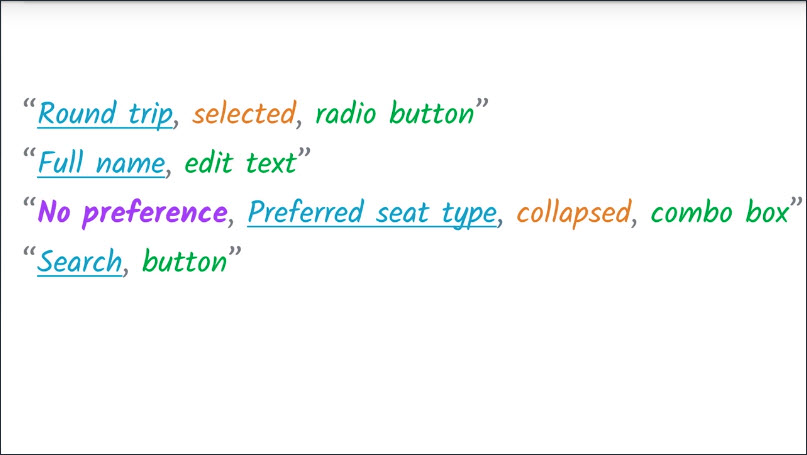 “Round trip, selected, radio button”
“Full name, edit text”
“No preference, Preferred seat type, collapsed, combo box”
“Search, button”